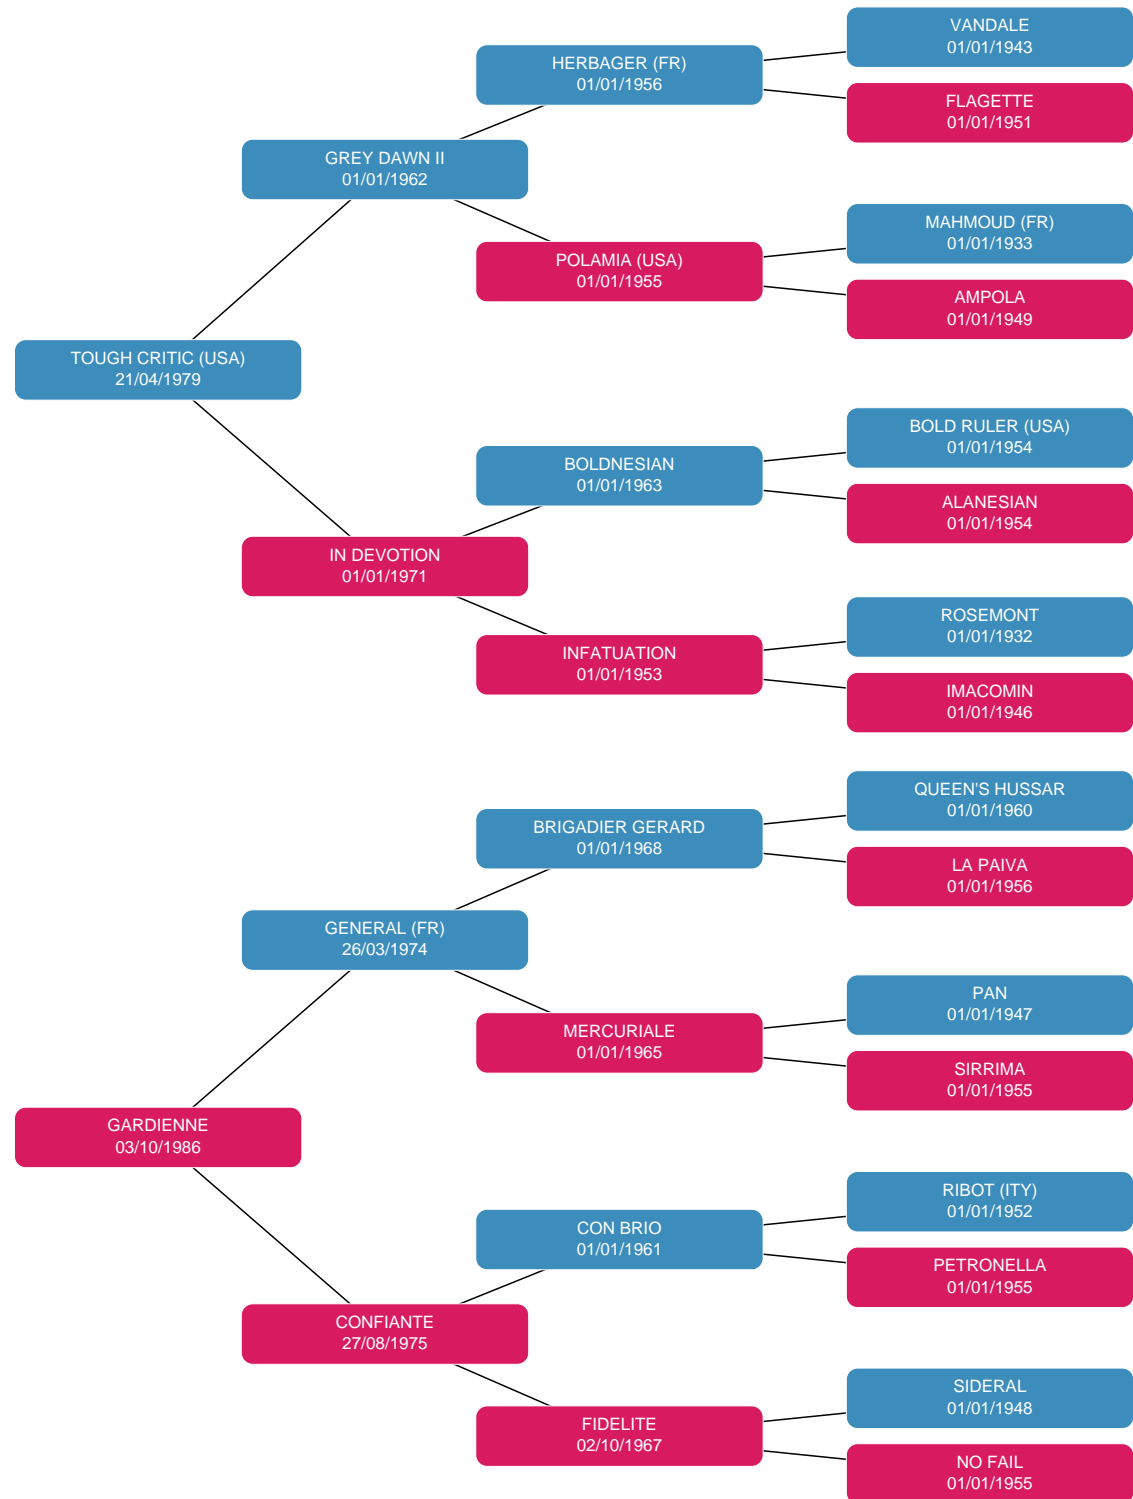 VANDALE
01/01/1943
HERBAGER (FR)
01/01/1956
FLAGETTE
01/01/1951
GREY DAWN II
01/01/1962
MAHMOUD (FR)
01/01/1933
POLAMIA (USA)
01/01/1955
AMPOLA
01/01/1949
TOUGH CRITIC (USA)
21/04/1979
BOLD RULER (USA)
01/01/1954
BOLDNESIAN
01/01/1963
ALANESIAN
01/01/1954
IN DEVOTION
01/01/1971
ROSEMONT
01/01/1932
INFATUATION
01/01/1953
IMACOMIN
01/01/1946
QUEEN'S HUSSAR
01/01/1960
BRIGADIER GERARD
01/01/1968
LA PAIVA
01/01/1956
GENERAL (FR)
26/03/1974
PAN
01/01/1947
MERCURIALE
01/01/1965
SIRRIMA
01/01/1955
GARDIENNE
03/10/1986
RIBOT (ITY)
01/01/1952
CON BRIO
01/01/1961
PETRONELLA
01/01/1955
CONFIANTE
27/08/1975
SIDERAL
01/01/1948
FIDELITE
02/10/1967
NO FAIL
01/01/1955